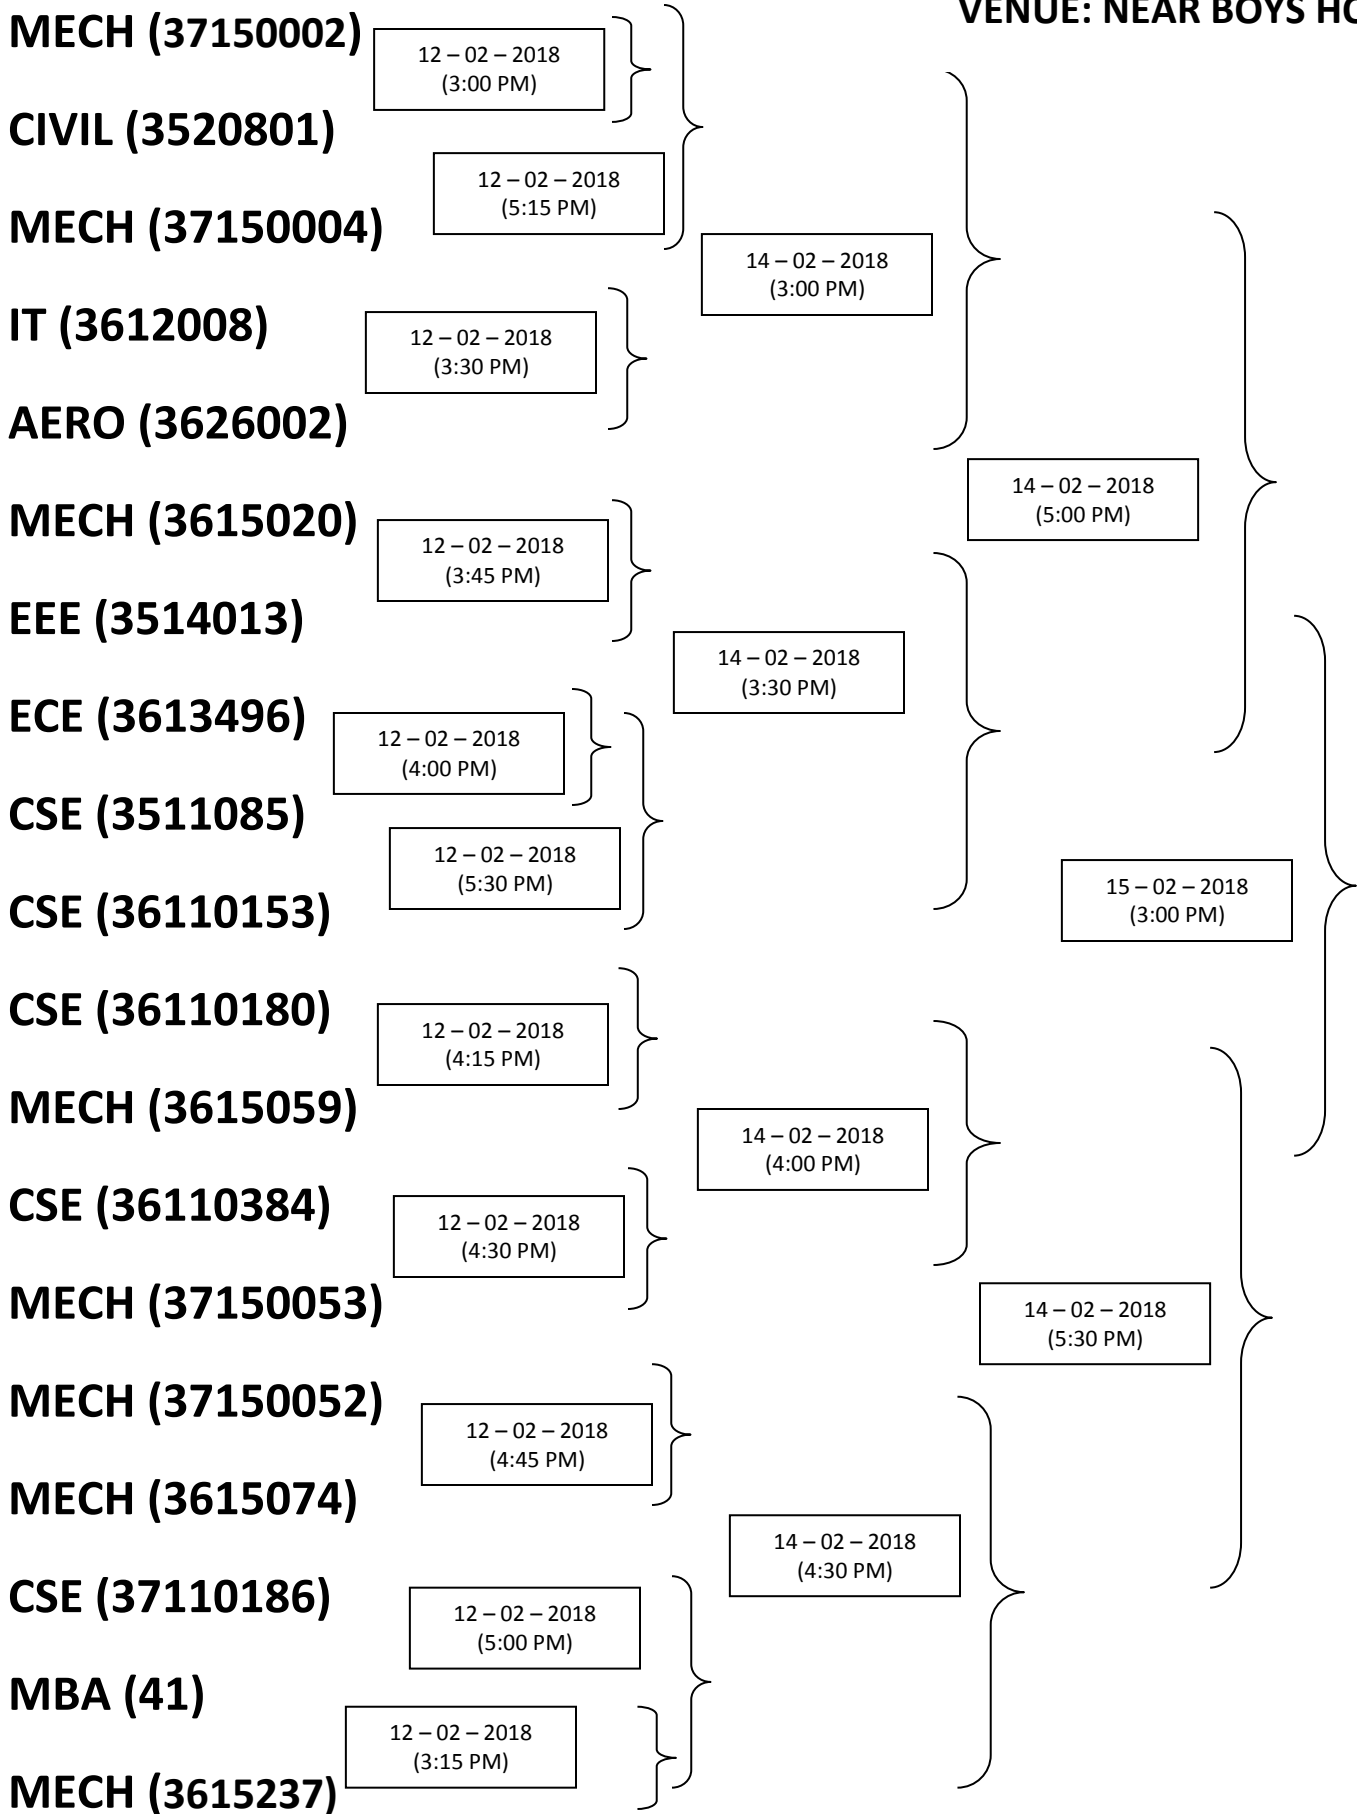 VENUE: NEAR BOYS
MECH (37150002)
12 – 02 – 2018
(3:00 PM)
CIVIL (3520801)
12 – 02 – 2018
(5:15 PM)
MECH (37150004)
14 – 02 – 2018
(3:00 PM)
IT (3612008)
12 – 02 – 2018
(3:30 PM)
AERO (3626002)
14 – 02 – 2018
(5:00 PM)
MECH (3615020)
12 – 02 – 2018
(3:45 PM)
EEE (3514013)
14 – 02 – 2018
(3:30 PM)
ECE (3613496)
12 – 02 – 2018
(4:00 PM)
CSE (3511085)
12 – 02 – 2018
(5:30 PM)
15 – 02 – 2018
(3:00 PM)
CSE (36110153)
CSE (36110180)
12 – 02 – 2018
(4:15 PM)
MECH (3615059)
14 – 02 – 2018
(4:00 PM)
CSE (36110384)
12 – 02 – 2018
(4:30 PM)
MECH (37150053)
14 – 02 – 2018
(5:30 PM)
MECH (37150052)
12 – 02 – 2018
(4:45 PM)
MECH (3615074)
14 – 02 – 2018
(4:30 PM)
CSE (37110186)
12 – 02 – 2018
(5:00 PM)
MBA (41)
12 – 02 – 2018
(3:15 PM)
MECH (3615237)